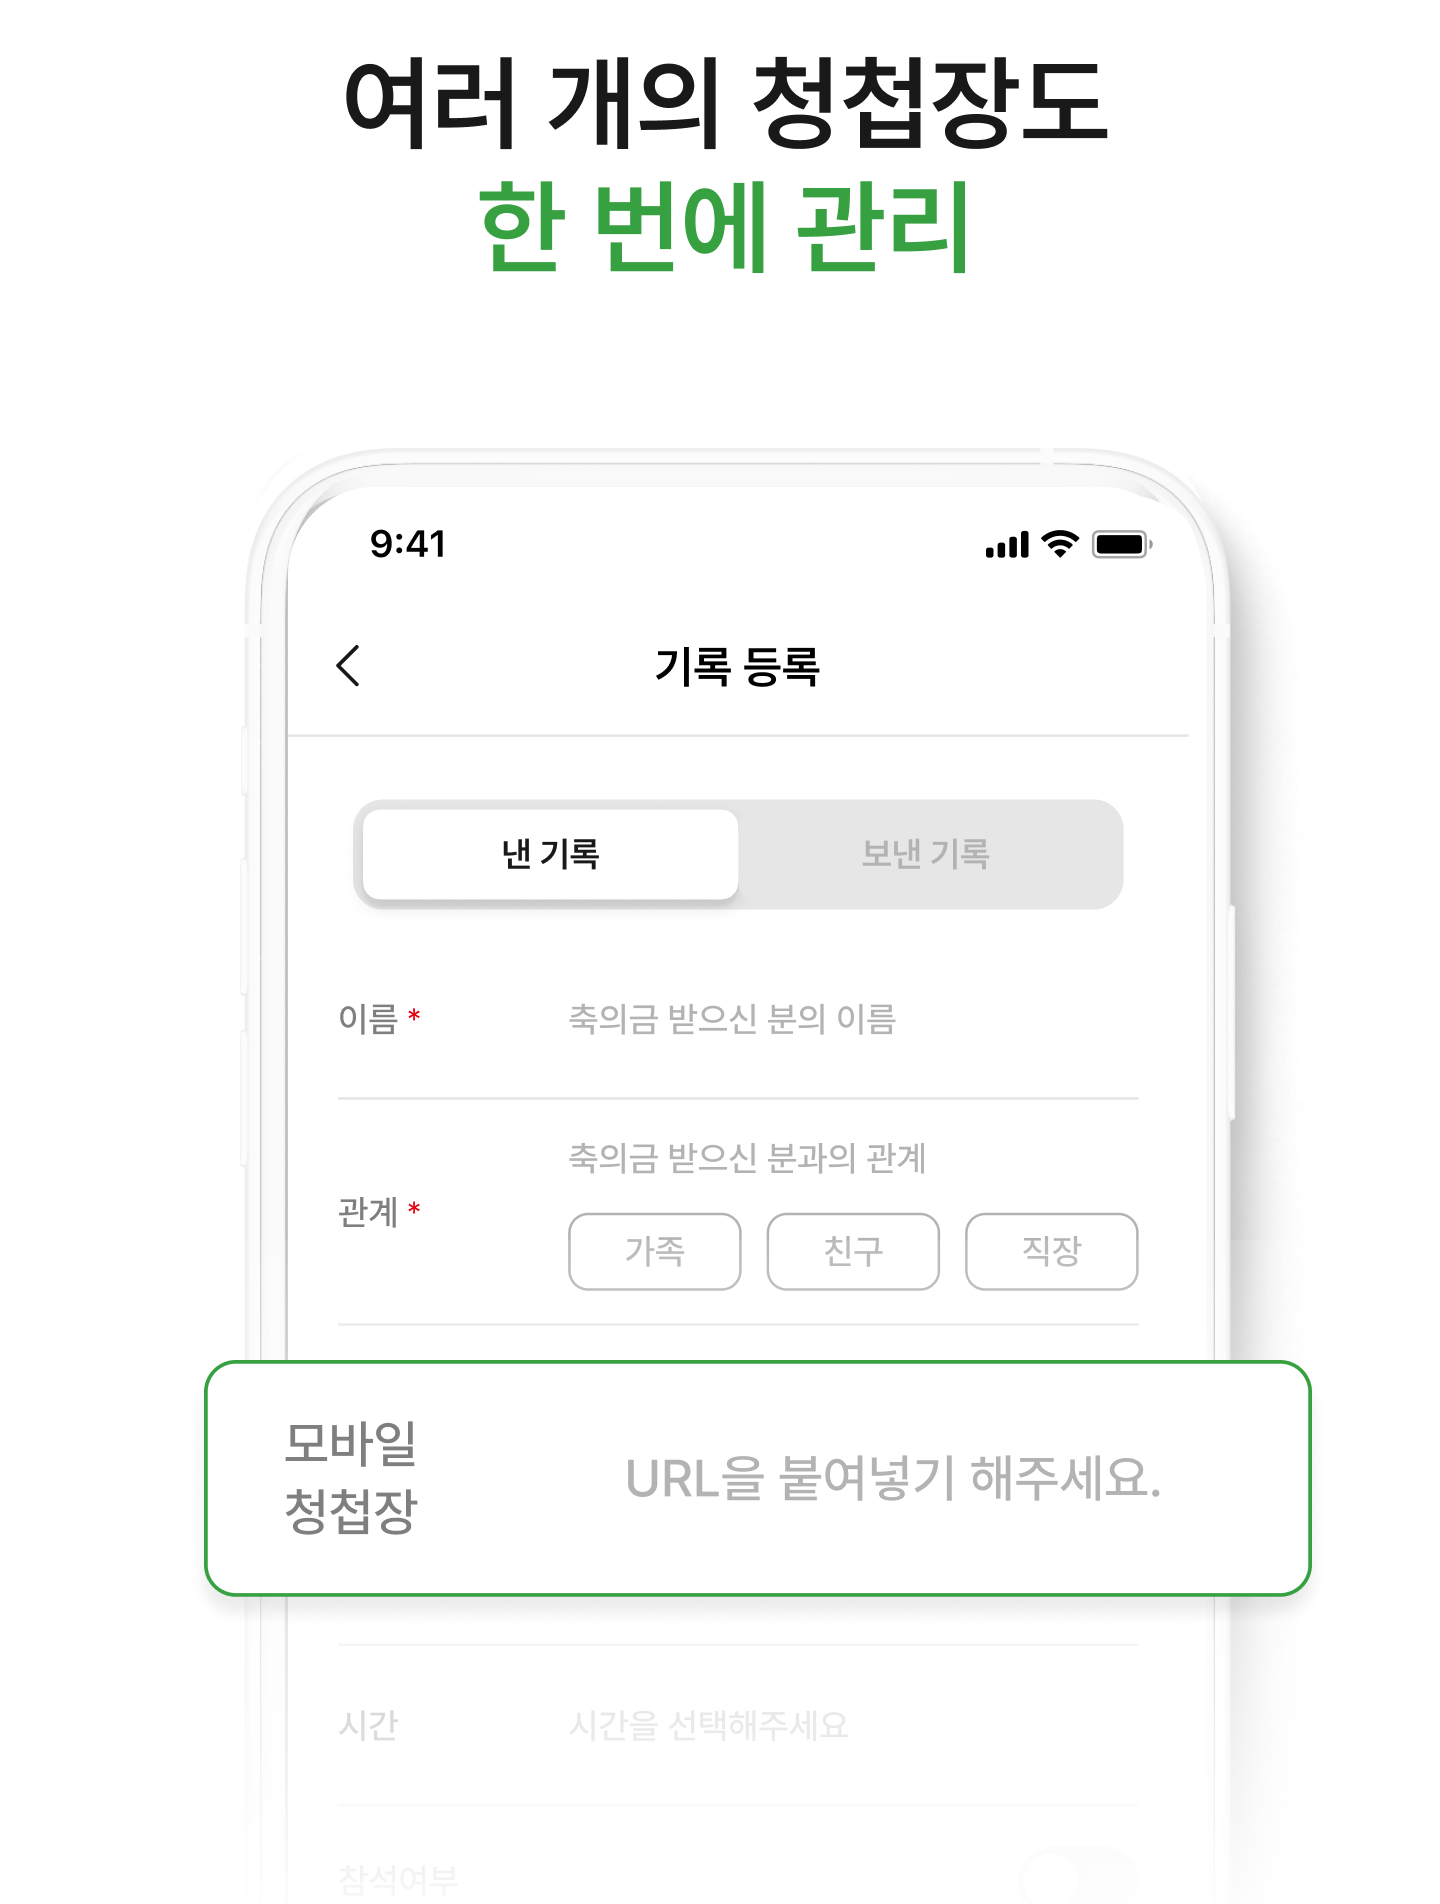 여러 개의 청첩장도
한 번에 관리
9:41
기록 등록
낸 기록
보낸 기록
이름 *
축의금 받으신 분의 이름
축의금 받으신 분과의 관계
관계 *
가족
친구
직장
모바일
청첩장
URL을 붙여넣기 해주세요.
시간
시간을 선택해주세요
참석여부